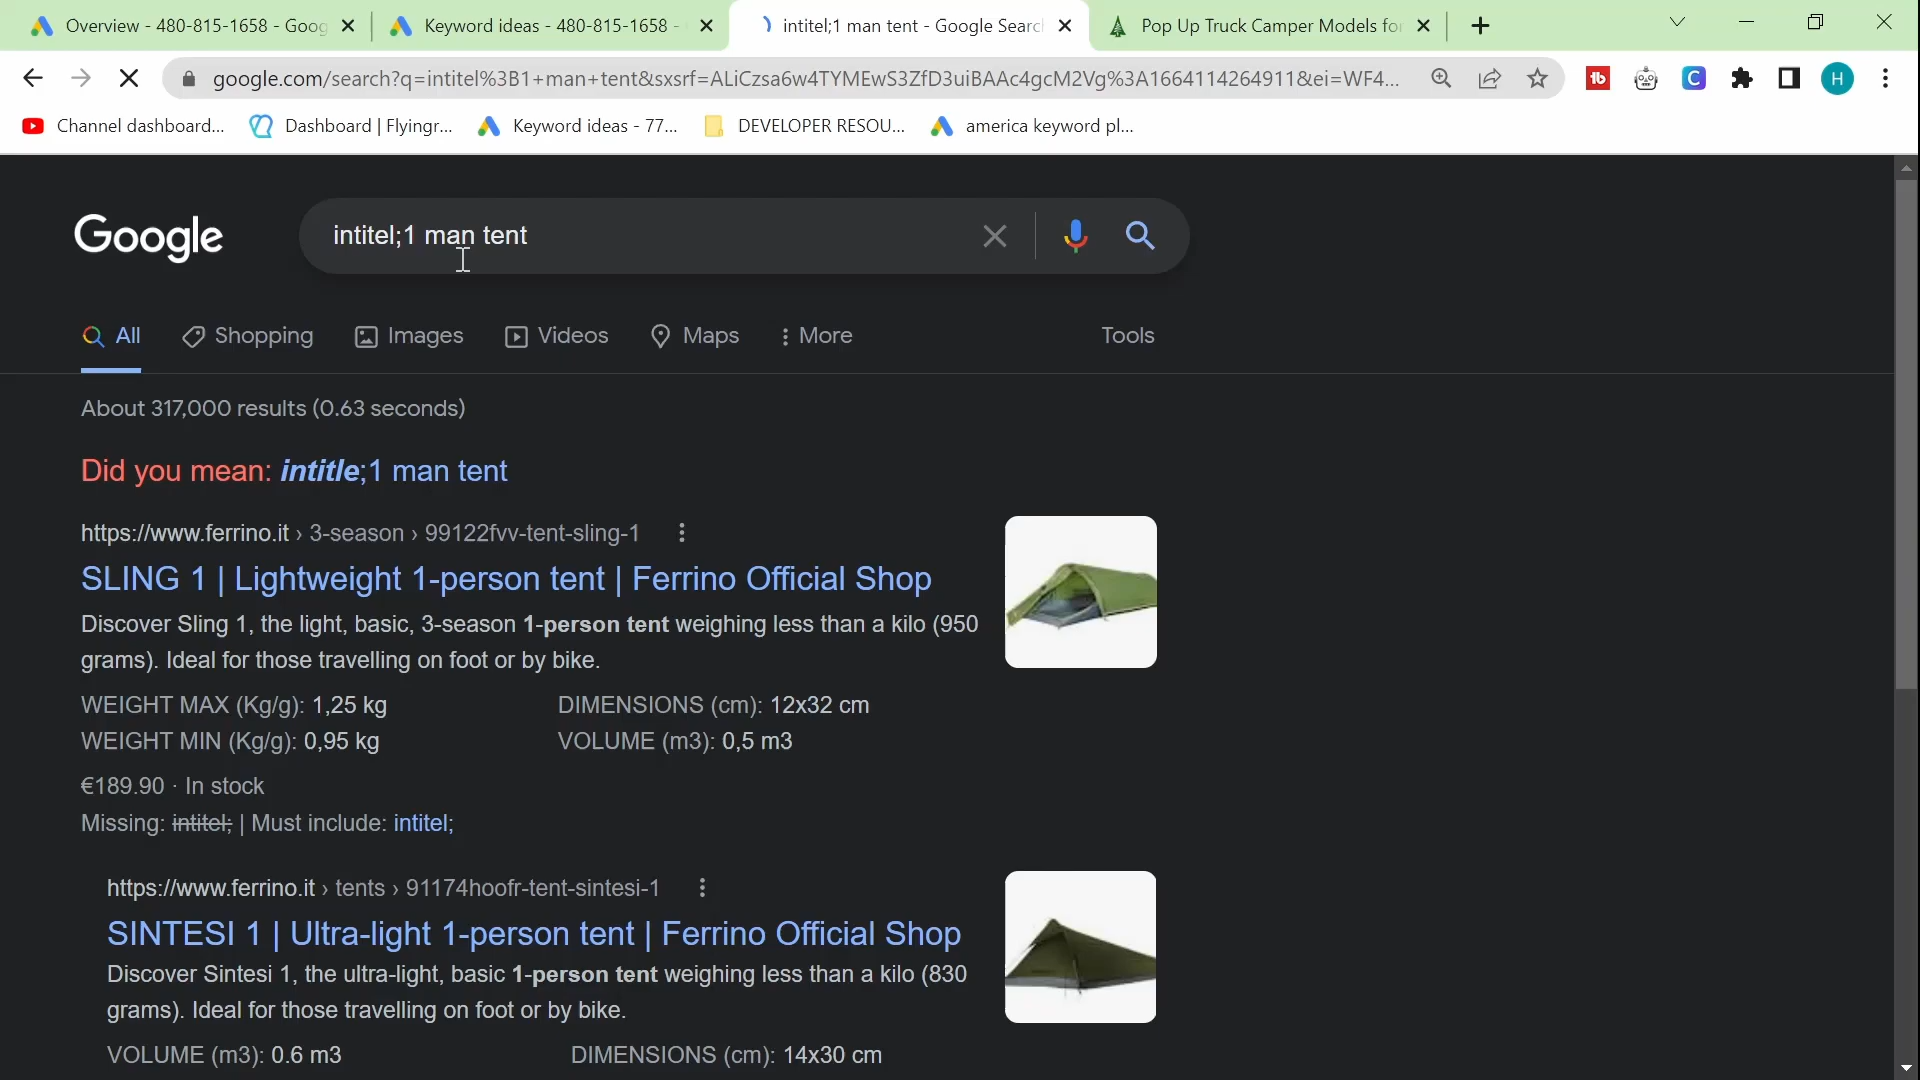 Overview - 480-815-1658 - Goog
Keyword ideas - 480-815-1658 -
intitel;1 man tent - Google Search
Pop Up Truck Camper Models for
google.com/search?q=intitel%3B1+man+tent&sxsrf=ALiCzsa6w4TYMEwS3ZfD3uiBAAc4gcM2Vg%3A1664114264911&ei=WF4...
tb
C
H
Channel dashboard...
Dashboard | Flyingr...
Keyword ideas - 77...
DEVELOPER RESOU...
america keyword pl...
Google
intitel;1 man tent
All
Shopping
Images
Videos
Maps
More
Tools
About 317,000 results (0.63 seconds)
Did you mean: intitle;1 man tent
https://www.ferrino.it › 3-season › 99122fvv-tent-sling-1
SLING 1 | Lightweight 1-person tent | Ferrino Official Shop
Discover Sling 1, the light, basic, 3-season 1-person tent weighing less than a kilo (950
grams). Ideal for those travelling on foot or by bike.
WEIGHT MAX (Kg/g): 1,25 kg
DIMENSIONS (cm): 12x32 cm
WEIGHT MIN (Kg/g): 0,95 kg
VOLUME (m3): 0,5 m3
€189.90 · In stock
Missing: intitel; | Must include: intitel;
https://www.ferrino.it › tents › 91174hoofr-tent-sintesi-1
SINTESI 1 | Ultra-light 1-person tent | Ferrino Official Shop
Discover Sintesi 1, the ultra-light, basic 1-person tent weighing less than a kilo (830
grams). Ideal for those travelling on foot or by bike.
VOLUME (m3): 0.6 m3
DIMENSIONS (cm): 14x30 cm